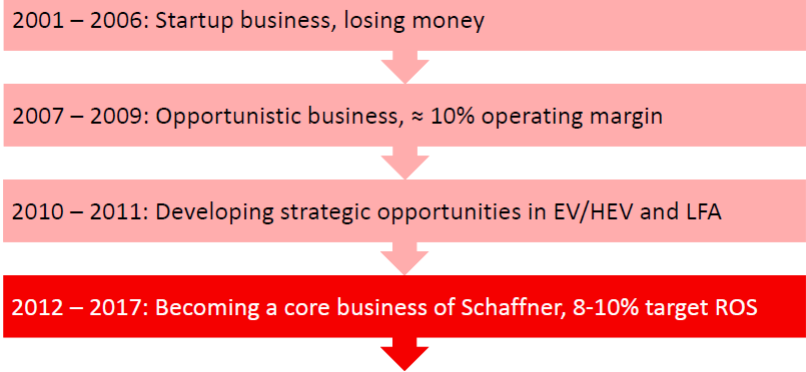 2001 – 2006: Startup business, losing money
2007 – 2009: Opportunistic business, ≈ 10% operating margin
2010 – 2011: Developing strategic opportunities in EV/HEV and LFA
2012 – 2017: Becoming a core business of Schaffner, 8-10% target ROS